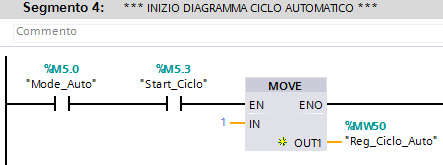 Segmento 4: *** INIZIO DIAGRAMMA CICLO AUTOMATICO ***
Commento
%M5.0
"Mode_Auto"
%M5.3
"Start_Ciclo"
MOVE
EN ENO
1 IN
OUT1
%MW50
"Reg_Ciclo_Auto"